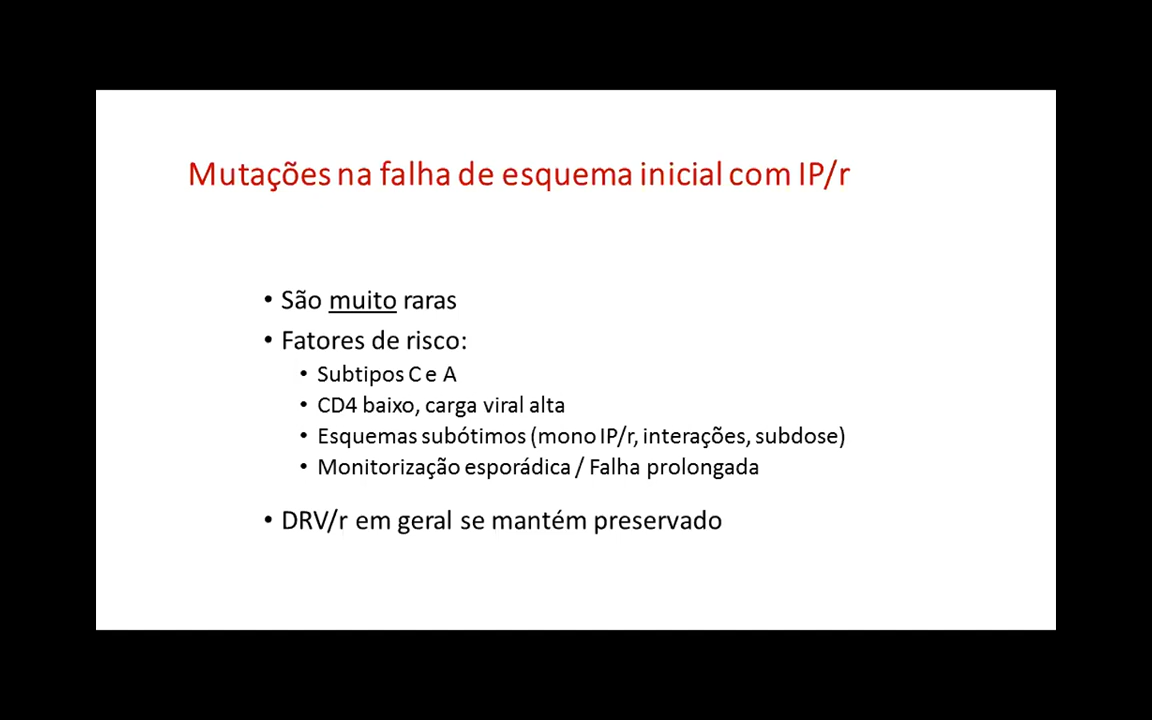 Mutações na falha de esquema inicial com IP/r
• São muito raras
• Fatores de risco:
• Subtipos C e A
• CD4 baixo, carga viral alta
• Esquemas subótimos (mono IP/r, interações, subdose)
• Monitorização esporádica / Falha prolongada
• DRV/r em geral se mantém preservado